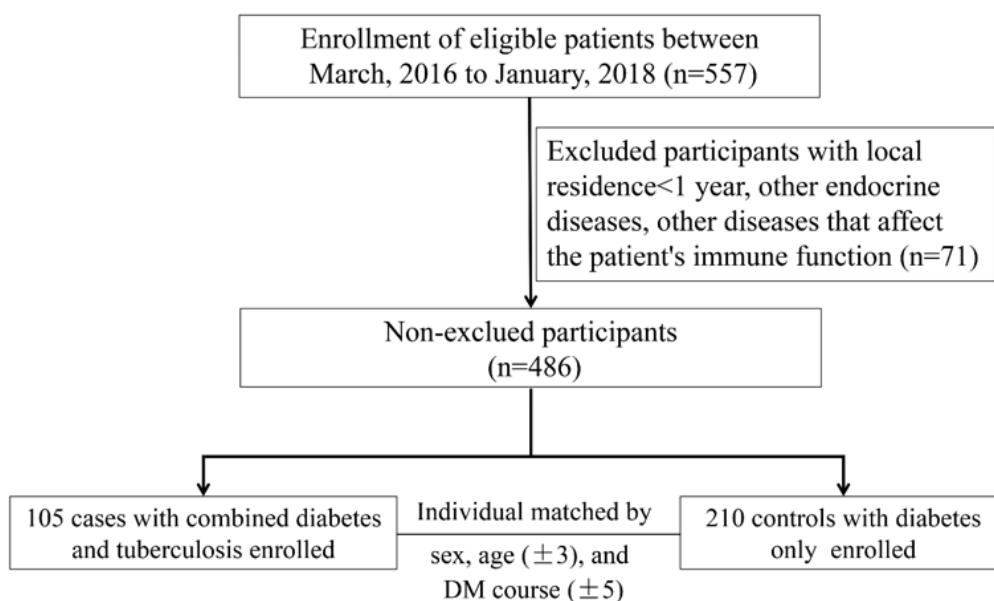 Enrollment of eligible patients between
March, 2016 to January, 2018 (n=557)
Excluded participants with local
residence<1 year, other endocrine
diseases, other diseases that affect
the patient's immune function (n=71)
Non-exclued participants
(n=486)
105 cases with combined diabetes
and tuberculosis enrolled
Individual matched by
sex, age (±3), and
DM course (±5)
210 controls with diabetes
only enrolled